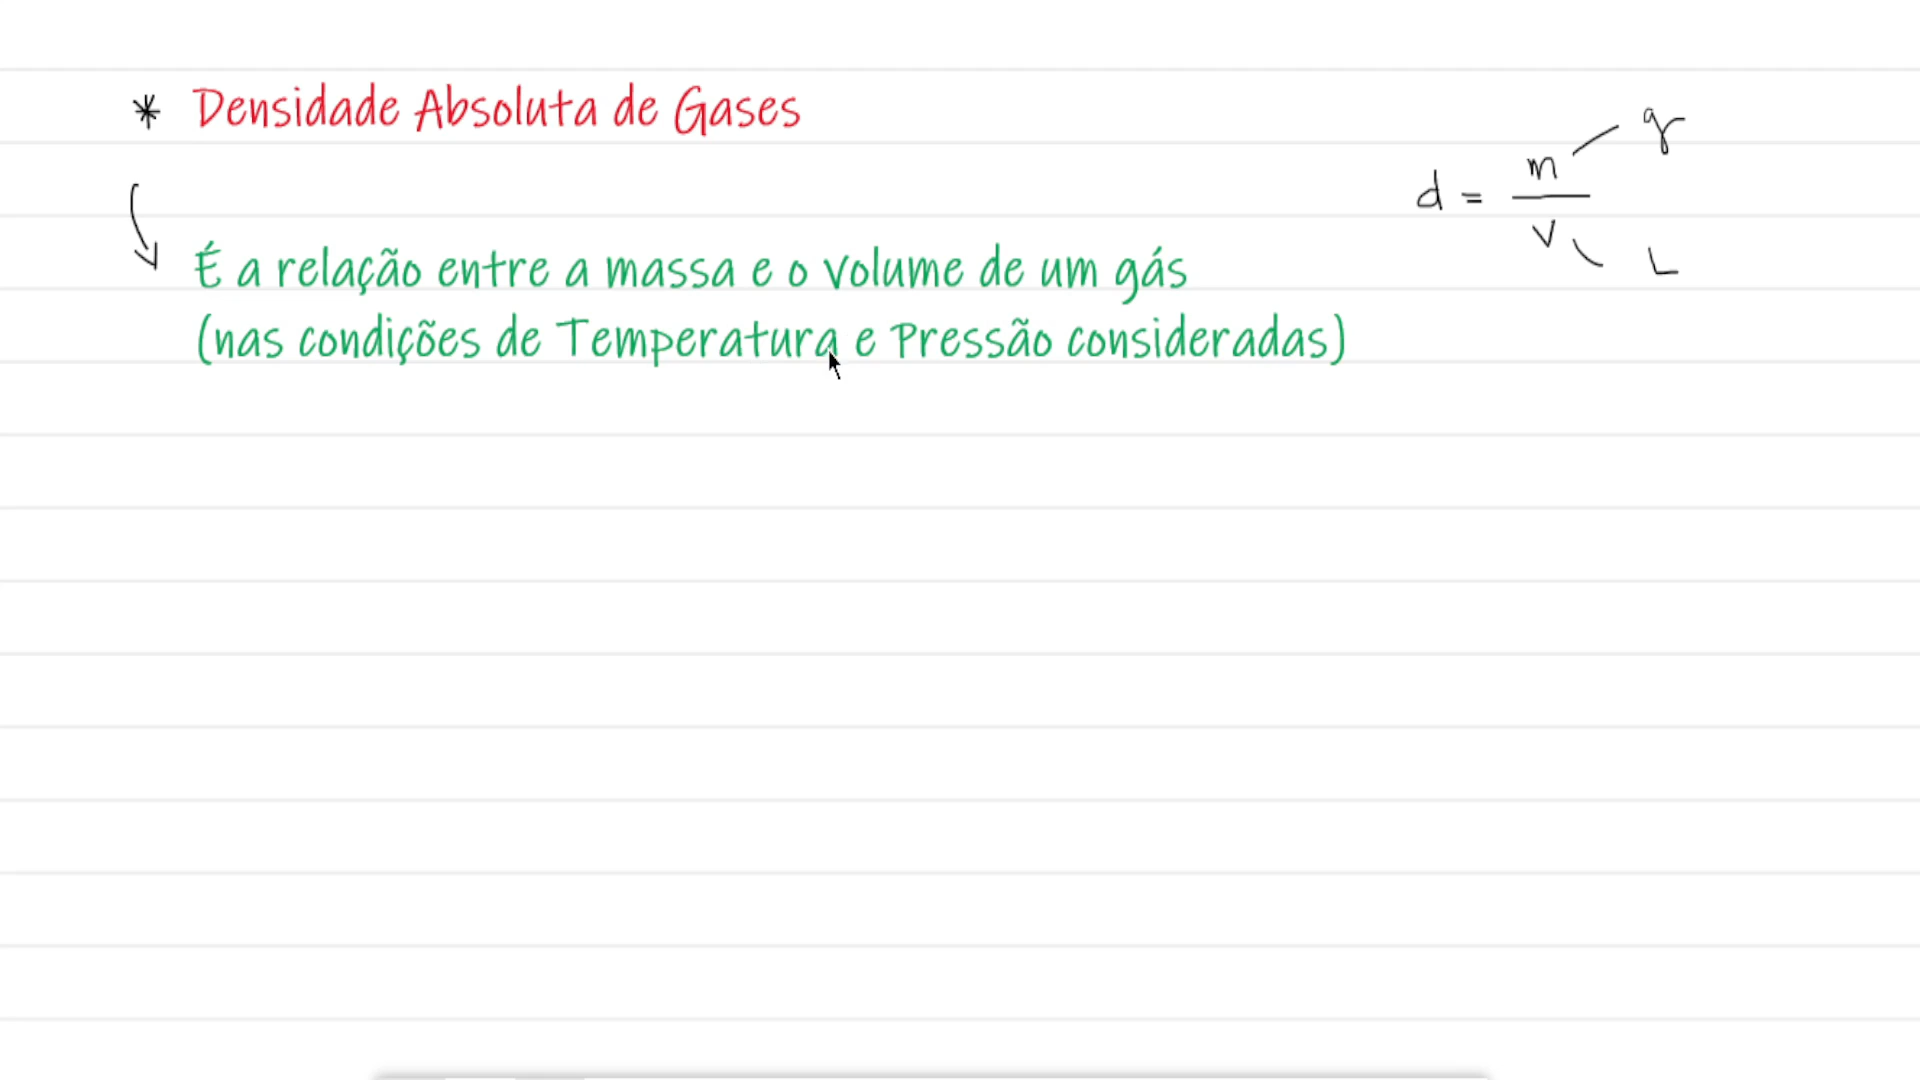 * Densidade Absoluta de Gases
d = m / v
g
L
É a relação entre a massa e o volume de um gás
(nas condições de Temperatura e Pressão consideradas)